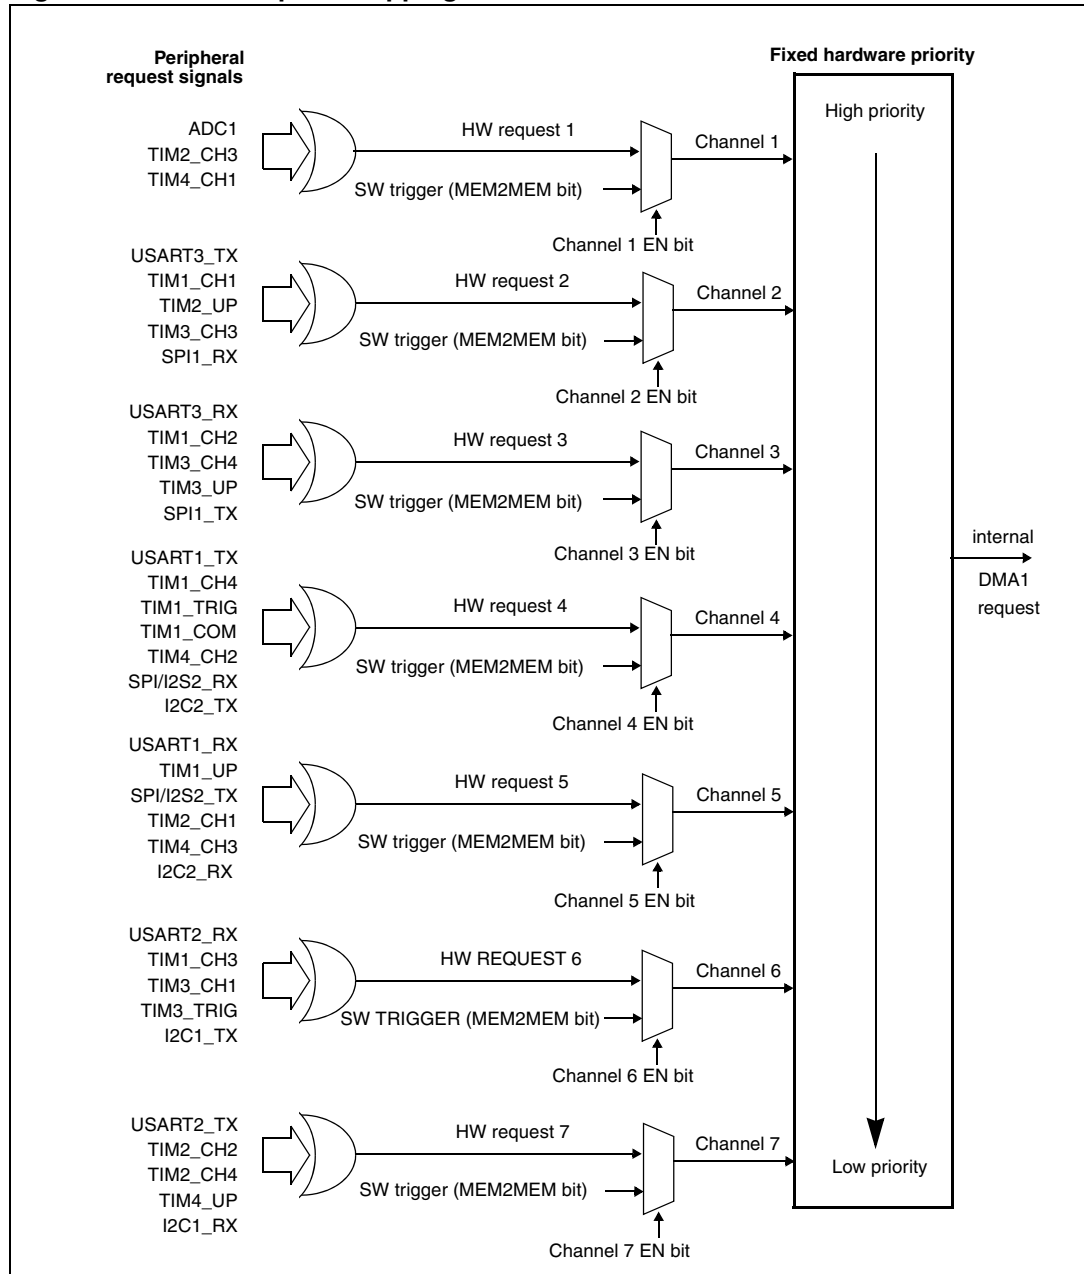 Peripheral
request signals
Fixed hardware priority
High priority
ADC1
TIM2_CH3
TIM4_CH1
HW request 1
SW trigger (MEM2MEM bit)
Channel 1
Channel 1 EN bit
USART3_TX
TIM1_CH1
TIM2_UP
TIM3_CH3
SPI1_RX
HW request 2
SW trigger (MEM2MEM bit)
Channel 2
Channel 2 EN bit
USART3_RX
TIM1_CH2
TIM3_CH4
TIM3_UP
SPI1_TX
HW request 3
SW trigger (MEM2MEM bit)
Channel 3
Channel 3 EN bit
internal
DMA1
request
USART1_TX
TIM1_CH4
TIM1_TRIG
TIM1_COM
TIM4_CH2
SPI/I2S2_RX
I2C2_TX
HW request 4
SW trigger (MEM2MEM bit)
Channel 4
Channel 4 EN bit
USART1_RX
TIM1_UP
SPI/I2S2_TX
TIM2_CH1
TIM4_CH3
I2C2_RX
HW request 5
SW trigger (MEM2MEM bit)
Channel 5
Channel 5 EN bit
USART2_RX
TIM1_CH3
TIM3_CH1
TIM3_TRIG
I2C1_TX
HW REQUEST 6
SW TRIGGER (MEM2MEM bit)
Channel 6
Channel 6 EN bit
USART2_TX
TIM2_CH2
TIM2_CH4
TIM4_UP
I2C1_RX
HW request 7
SW trigger (MEM2MEM bit)
Channel 7
Channel 7 EN bit
Low priority